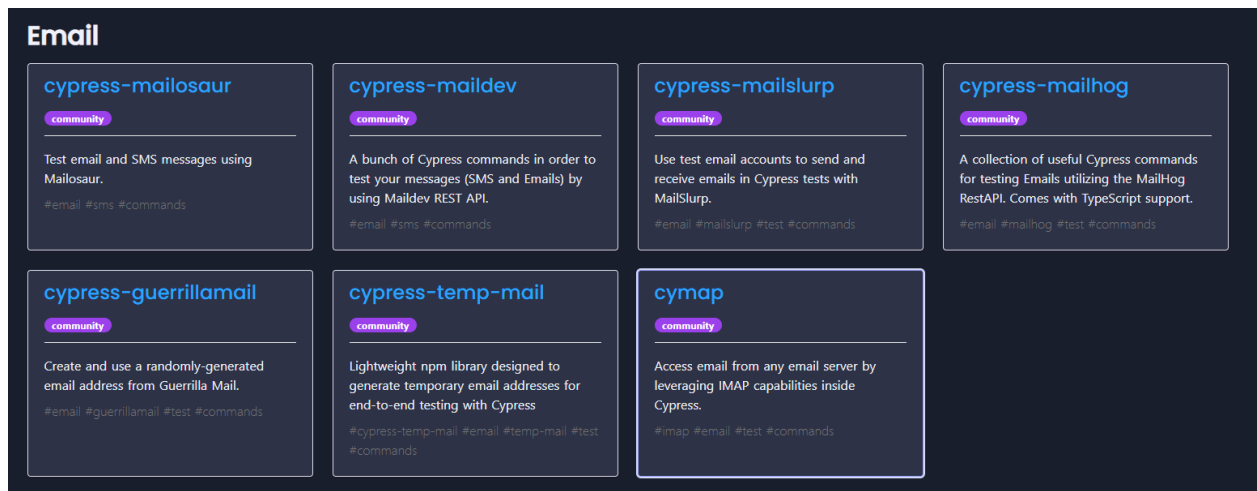 Email
cypress-mailosaur
community
Test email and SMS messages using
Mailosaur.
#email #sms #commands
cypress-maildev
community
A bunch of Cypress commands in order to
test your messages (SMS and Emails) by
using Maildev REST API.
#email #sms #commands
cypress-mailslurp
community
Use test email accounts to send and
receive emails in Cypress tests with
MailSlurp.
#email #mailslurp #test #commands
cypress-mailhog
community
A collection of useful Cypress commands
for testing Emails utilizing the MailHog
RestAPI. Comes with TypeScript support.
#email #mailhog #test #commands
cypress-guerrillamail
community
Create and use a randomly-generated
email address from Guerrilla Mail.
#email #guerrillamail #test #commands
cypress-temp-mail
community
Lightweight npm library designed to
generate temporary email addresses for
end-to-end testing with Cypress
#cypress-temp-mail #email #temp-mail #test
#commands
cymap
community
Access email from any email server by
leveraging IMAP capabilities inside
Cypress.
#imap #email #test #commands